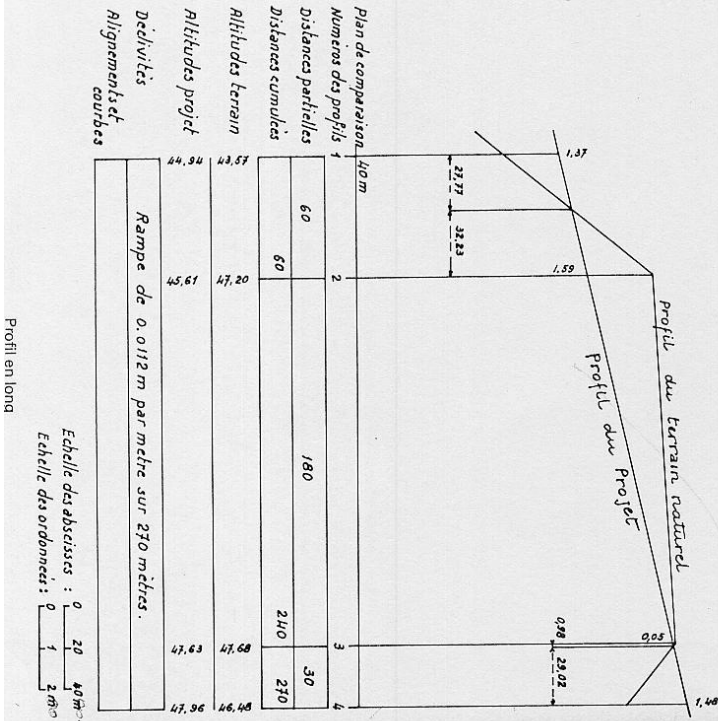 1,37
1,59
0,05
1,48
27,77
32,23
0,98
29,02
Profil du terrain naturel
Profil du Projet
Plan de comparaison 40 m
Numéros des profils 1 2 3 4
Distances partielles 60 180 30
Distances cumulées 60 240 270
Altitudes terrain 43,57 47,20 47.68 46,48
Altitudes projet 44,94 45,61 47,63 47,96
Déclivités Rampe de 0.0112 m par mètre sur 270 mètres.
Alignements et
courbes
Echelle des abscisses : 0 20 40 m
Echelle des ordonnées : 0 1 2 m
Profil en long